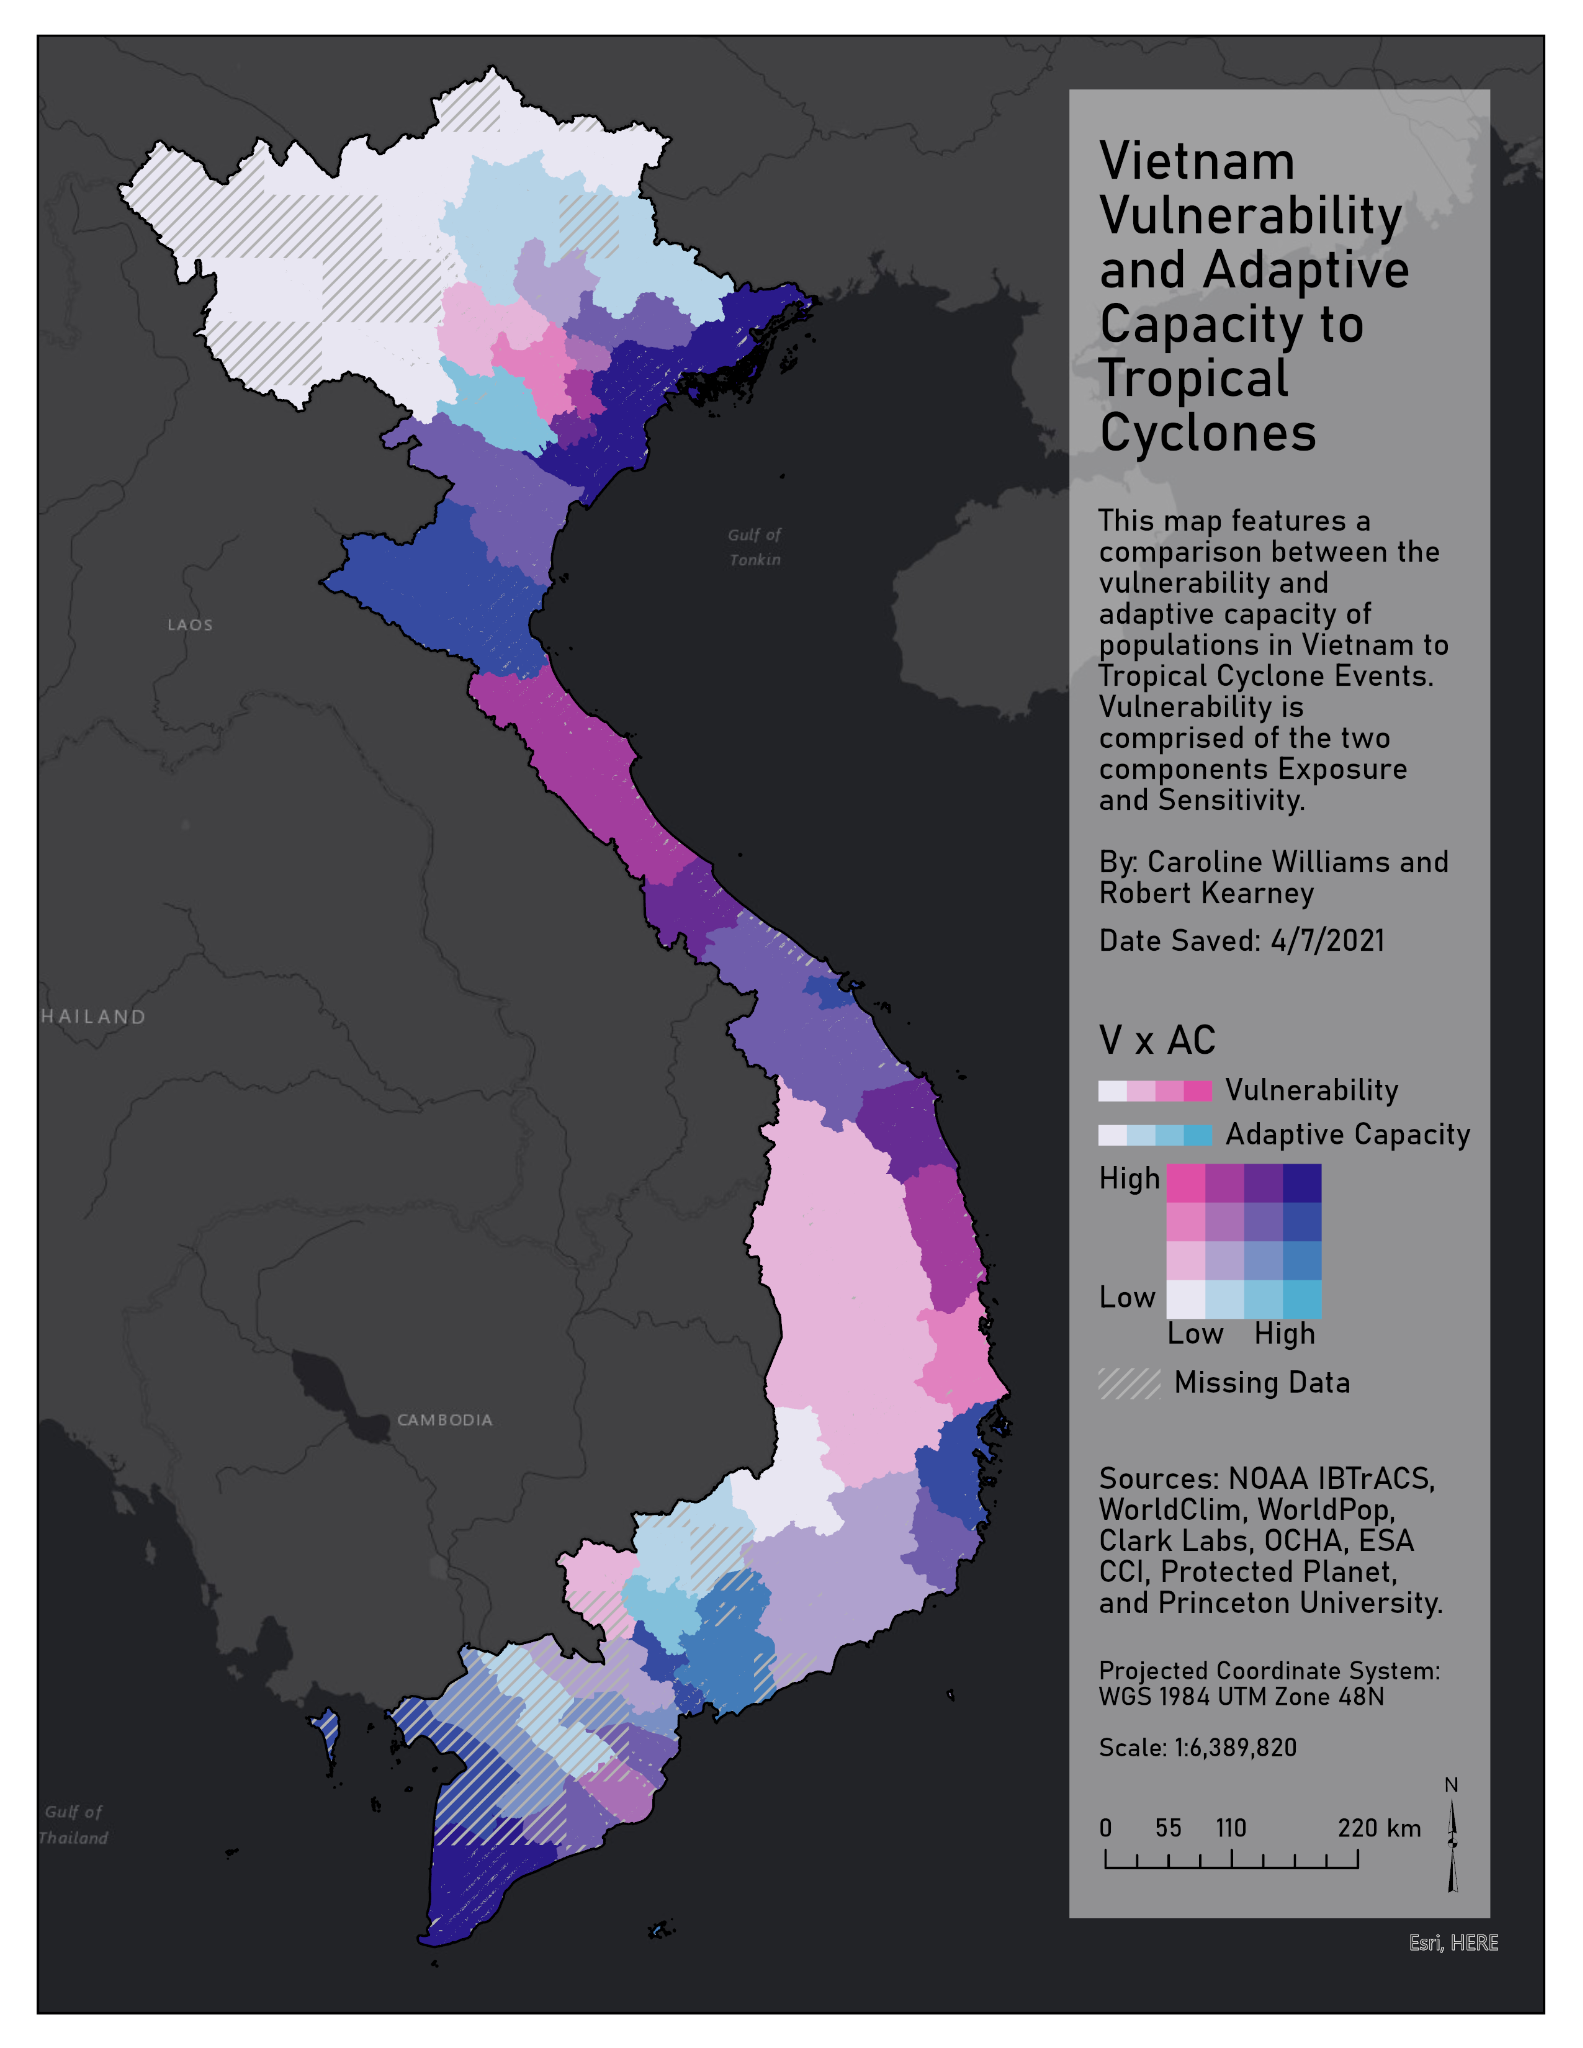 Vietnam
Vulnerability
and Adaptive
Capacity to
Tropical
Cyclones
This map features a
comparison between the
vulnerability and
adaptive capacity of
populations in Vietnam to
Tropical Cyclone Events.
Vulnerability is
comprised of the two
components Exposure
and Sensitivity.
By: Caroline Williams and
Robert Kearney
Date Saved: 4/7/2021
V x AC
Vulnerability
Adaptive Capacity
High
Low
Low High
Missing Data
Sources: NOAA IBTrACS,
WorldClim, WorldPop,
Clark Labs, OCHA, ESA
CCI, Protected Planet,
and Princeton University.
Projected Coordinate System:
WGS 1984 UTM Zone 48N
Scale: 1:6,389,820
N
0 55 110 220 km
Esri, HERE
Gulf of
Tonkin
LAOS
HAILAND
CAMBODIA
Gulf of
Thailand